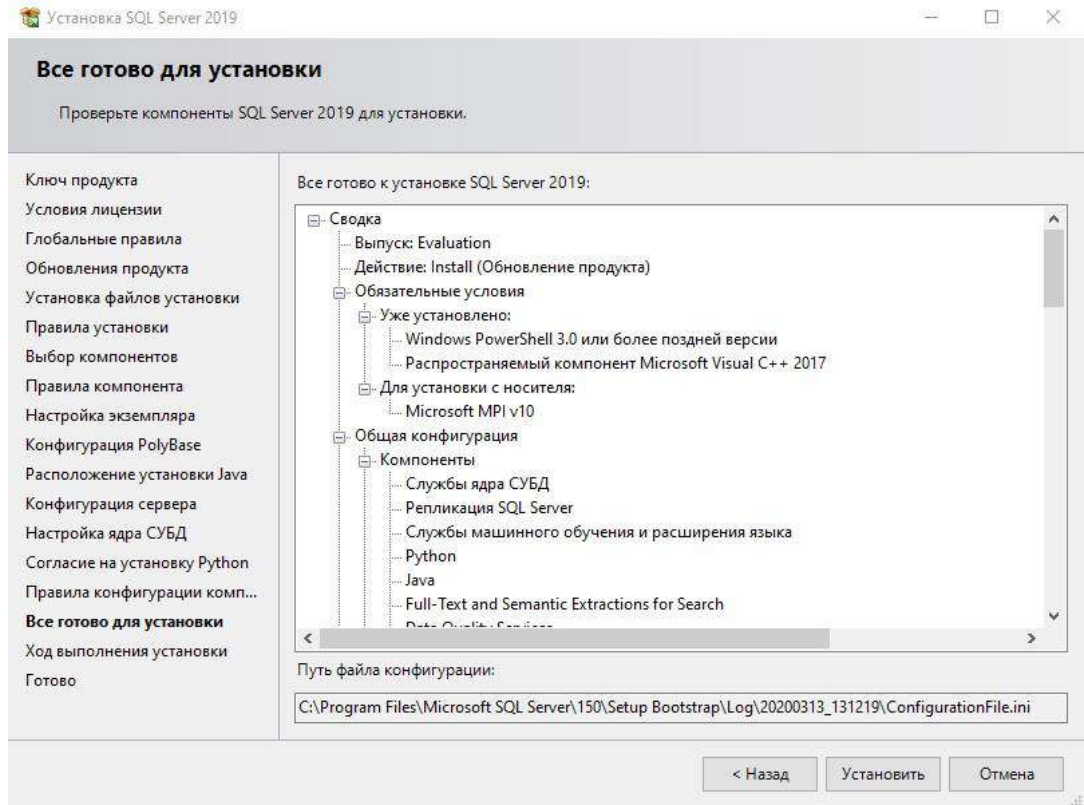 Установка SQL Server 2019
Все готово для установки
Проверьте компоненты SQL Server 2019 для установки.
Ключ продукта
Условия лицензии
Глобальные правила
Обновления продукта
Установка файлов установки
Правила установки
Выбор компонентов
Правила компонента
Настройка экземпляра
Конфигурация PolyBase
Расположение установки Java
Конфигурация сервера
Настройка ядра СУБД
Согласие на установку Python
Правила конфигурации комп...
Все готово для установки
Ход выполнения установки
Готово
Все готово к установке SQL Server 2019:
Сводка
Выпуск: Evaluation
Действие: Install (Обновление продукта)
Обязательные условия
Уже установлено:
Windows PowerShell 3.0 или более поздней версии
Распространяемый компонент Microsoft Visual C++ 2017
Для установки с носителя:
Microsoft MPI v10
Общая конфигурация
Компоненты
Службы ядра СУБД
Репликация SQL Server
Службы машинного обучения и расширения языка
Python
Java
Full-Text and Semantic Extractions for Search
Data Quality Services
Путь файла конфигурации:
C:\Program Files\Microsoft SQL Server\150\Setup Bootstrap\Log\20200313_131219\ConfigurationFile.ini
< Назад
Установить
Отмена